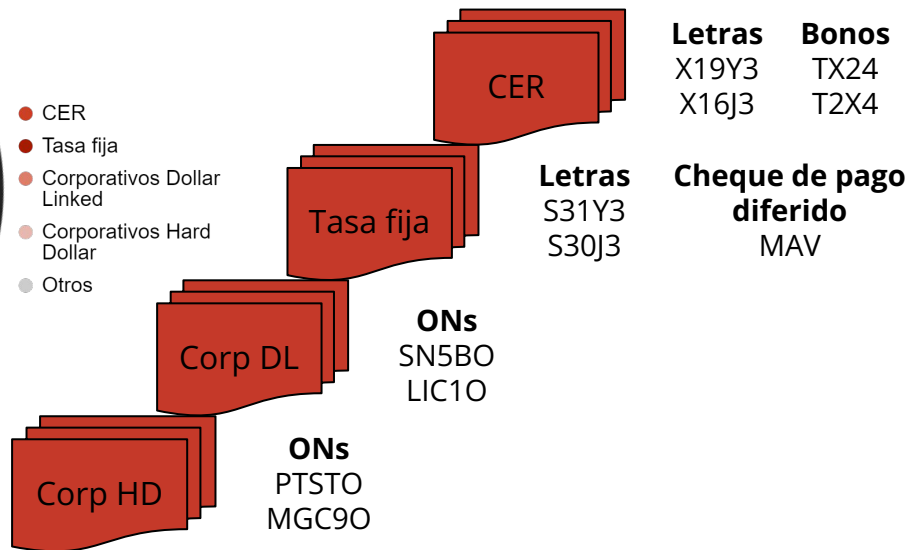 CER
Tasa fija
Corporativos Dollar
Linked
Corporativos Hard
Dollar
Otros
CER
Letras
X19Y3
X16J3
Bonos
TX24
T2X4
Tasa fija
Letras
S31Y3
S30J3
Cheque de pago
diferido
MAV
Corp DL
ONs
SN5BO
LIC1O
Corp HD
ONs
PTSTO
MGC9O